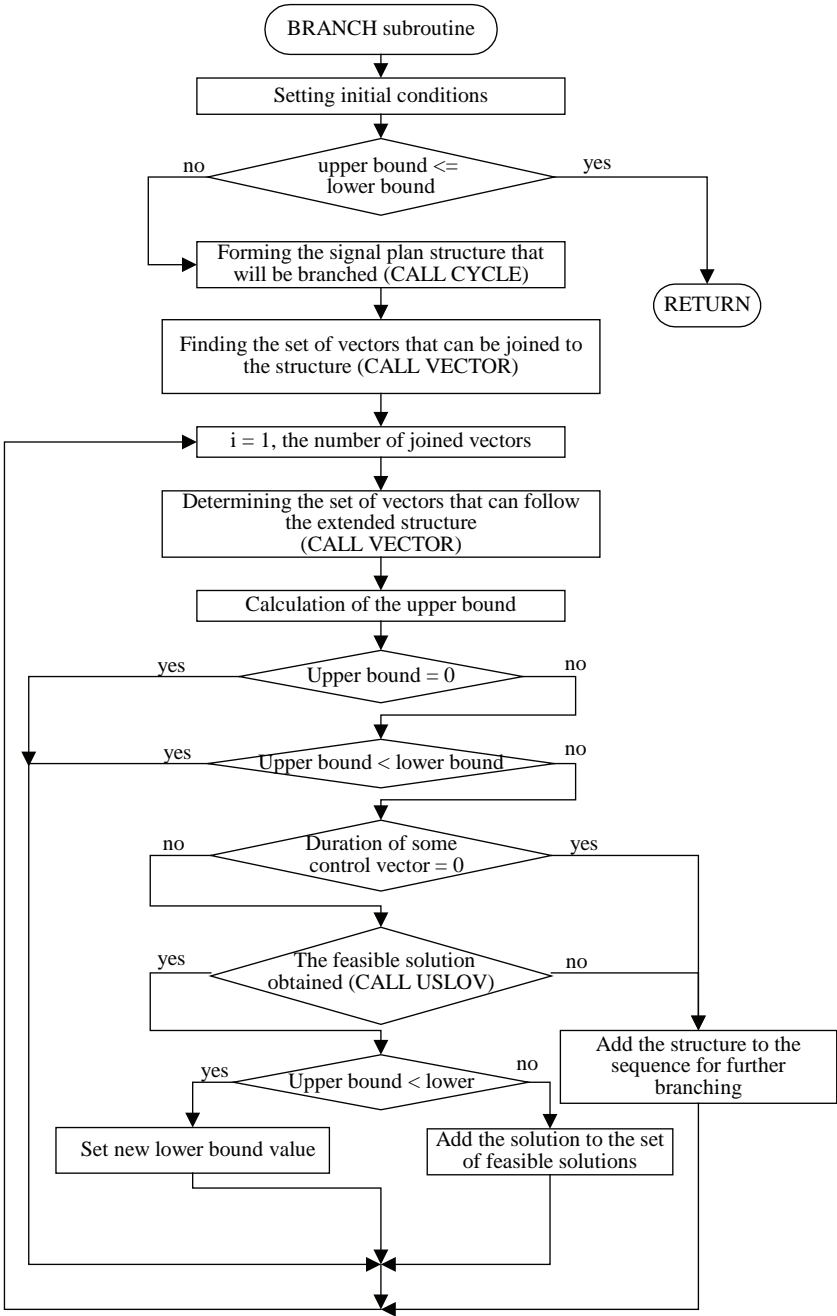 BRANCH subroutine
Setting initial conditions
no
upper bound <=
lower bound
yes
Forming the signal plan structure that
will be branched (CALL CYCLE)
RETURN
Finding the set of vectors that can be joined to
the structure (CALL VECTOR)
i = 1, the number of joined vectors
Determining the set of vectors that can follow
the extended structure
(CALL VECTOR)
Calculation of the upper bound
yes
Upper bound = 0
no
yes
Upper bound < lower bound
no
no
Duration of some
control vector = 0
yes
yes
The feasible solution
obtained (CALL USLOV)
no
Add the structure to the
sequence for further
branching
yes
Upper bound < lower
no
Set new lower bound value
Add the solution to the set
of feasible solutions